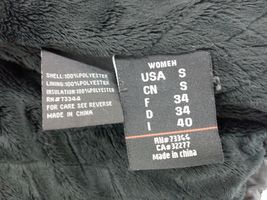 SHELL:100%POLYESTER
LINING:100%POLYESTER
INSULATION:100%POLYESTER
RN#73344
FOR CARE SEE REVERSE
MADE IN CHINA
WOMEN
USA S
CN S
F 34
D 34
I 40
RN#73344
CA#32277
Made in china